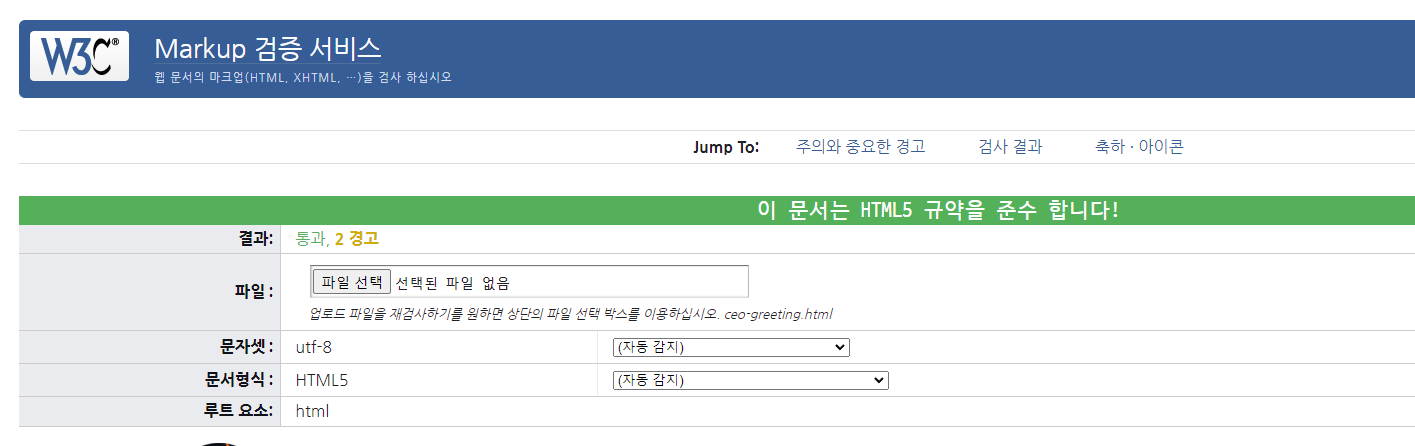 W3C® Markup 검증 서비스
웹 문서의 마크업(HTML, XHTML, …)을 검사 하십시오
Jump To: 주의와 중요한 경고 검사 결과 축하 · 아이콘
이 문서는 HTML5 규약을 준수 합니다!
결과: 통과, 2 경고
파일 : 파일 선택 선택된 파일 없음
업로드 파일을 재검사하기를 원하면 상단의 파일 선택 박스를 이용하십시오. ceo-greeting.html
문자셋 : utf-8 (자동 감지)
문서형식 : HTML5 (자동 감지)
루트 요소: html